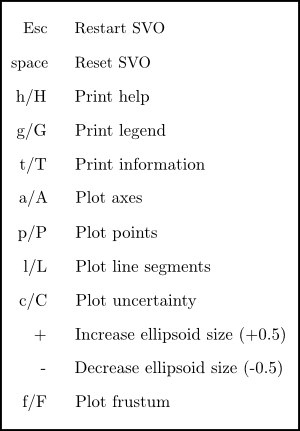 Esc Restart SVO
space Reset SVO
h/H Print help
g/G Print legend
t/T Print information
a/A Plot axes
p/P Plot points
l/L Plot line segments
c/C Plot uncertainty
+ Increase ellipsoid size (+0.5)
- Decrease ellipsoid size (-0.5)
f/F Plot frustum